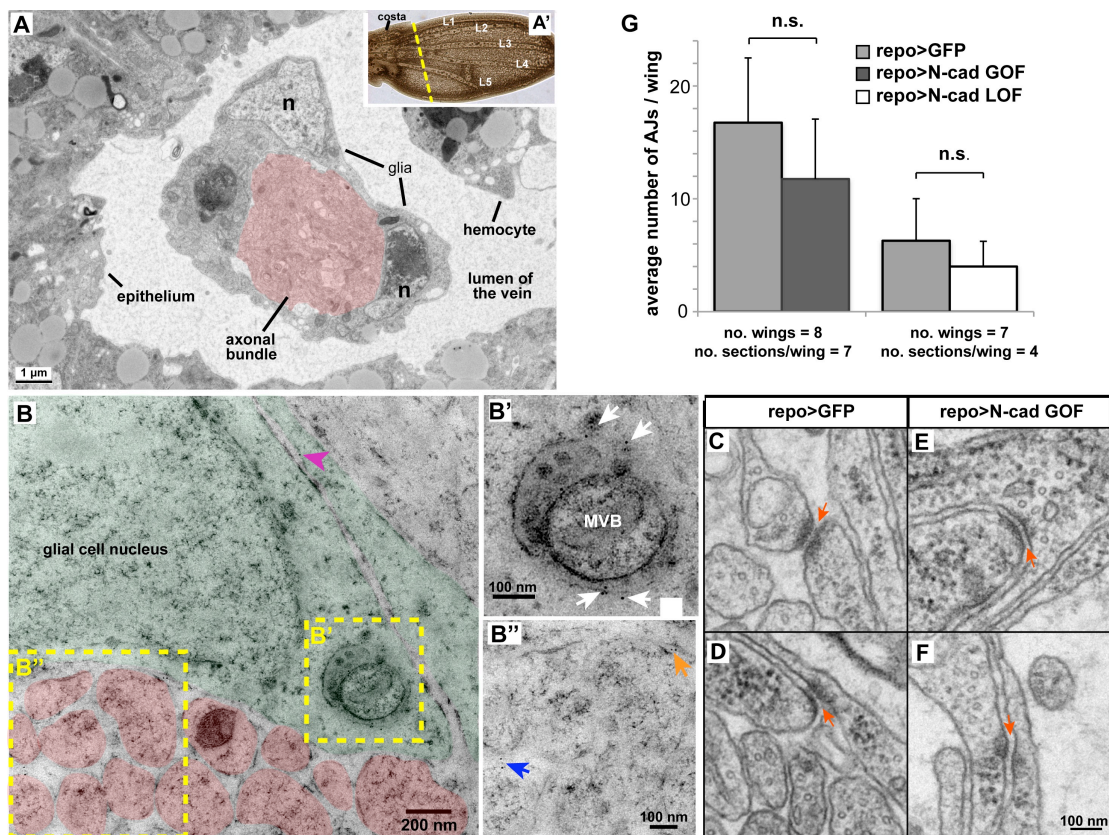 A
A'
costa
L1
L2
L3
L4
L5
n
glia
hemocyte
lumen of
the vein
n
epithelium
axonal
bundle
1 µm
G
n.s.
n.s.
repo>GFP
repo>N-cad GOF
repo>N-cad LOF
average number of AJs / wing
20
10
0
no. wings = 8
no. sections/wing = 7
no. wings = 7
no. sections/wing = 4
B
glial cell nucleus
B'
B''
200 nm
B'
MVB
100 nm
B''
100 nm
repo>GFP
repo>N-cad GOF
C
E
D
F
100 nm